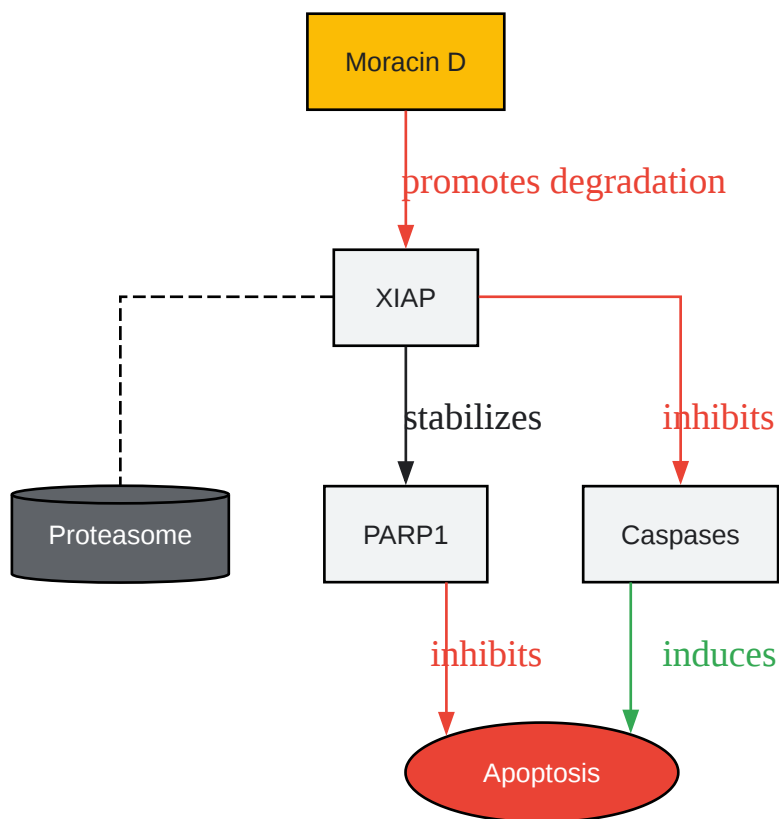 Moracin D
promotes degradation
XIAP
stabilizes
inhibits
Proteasome
PARP1
Caspases
inhibits
induces
Apoptosis